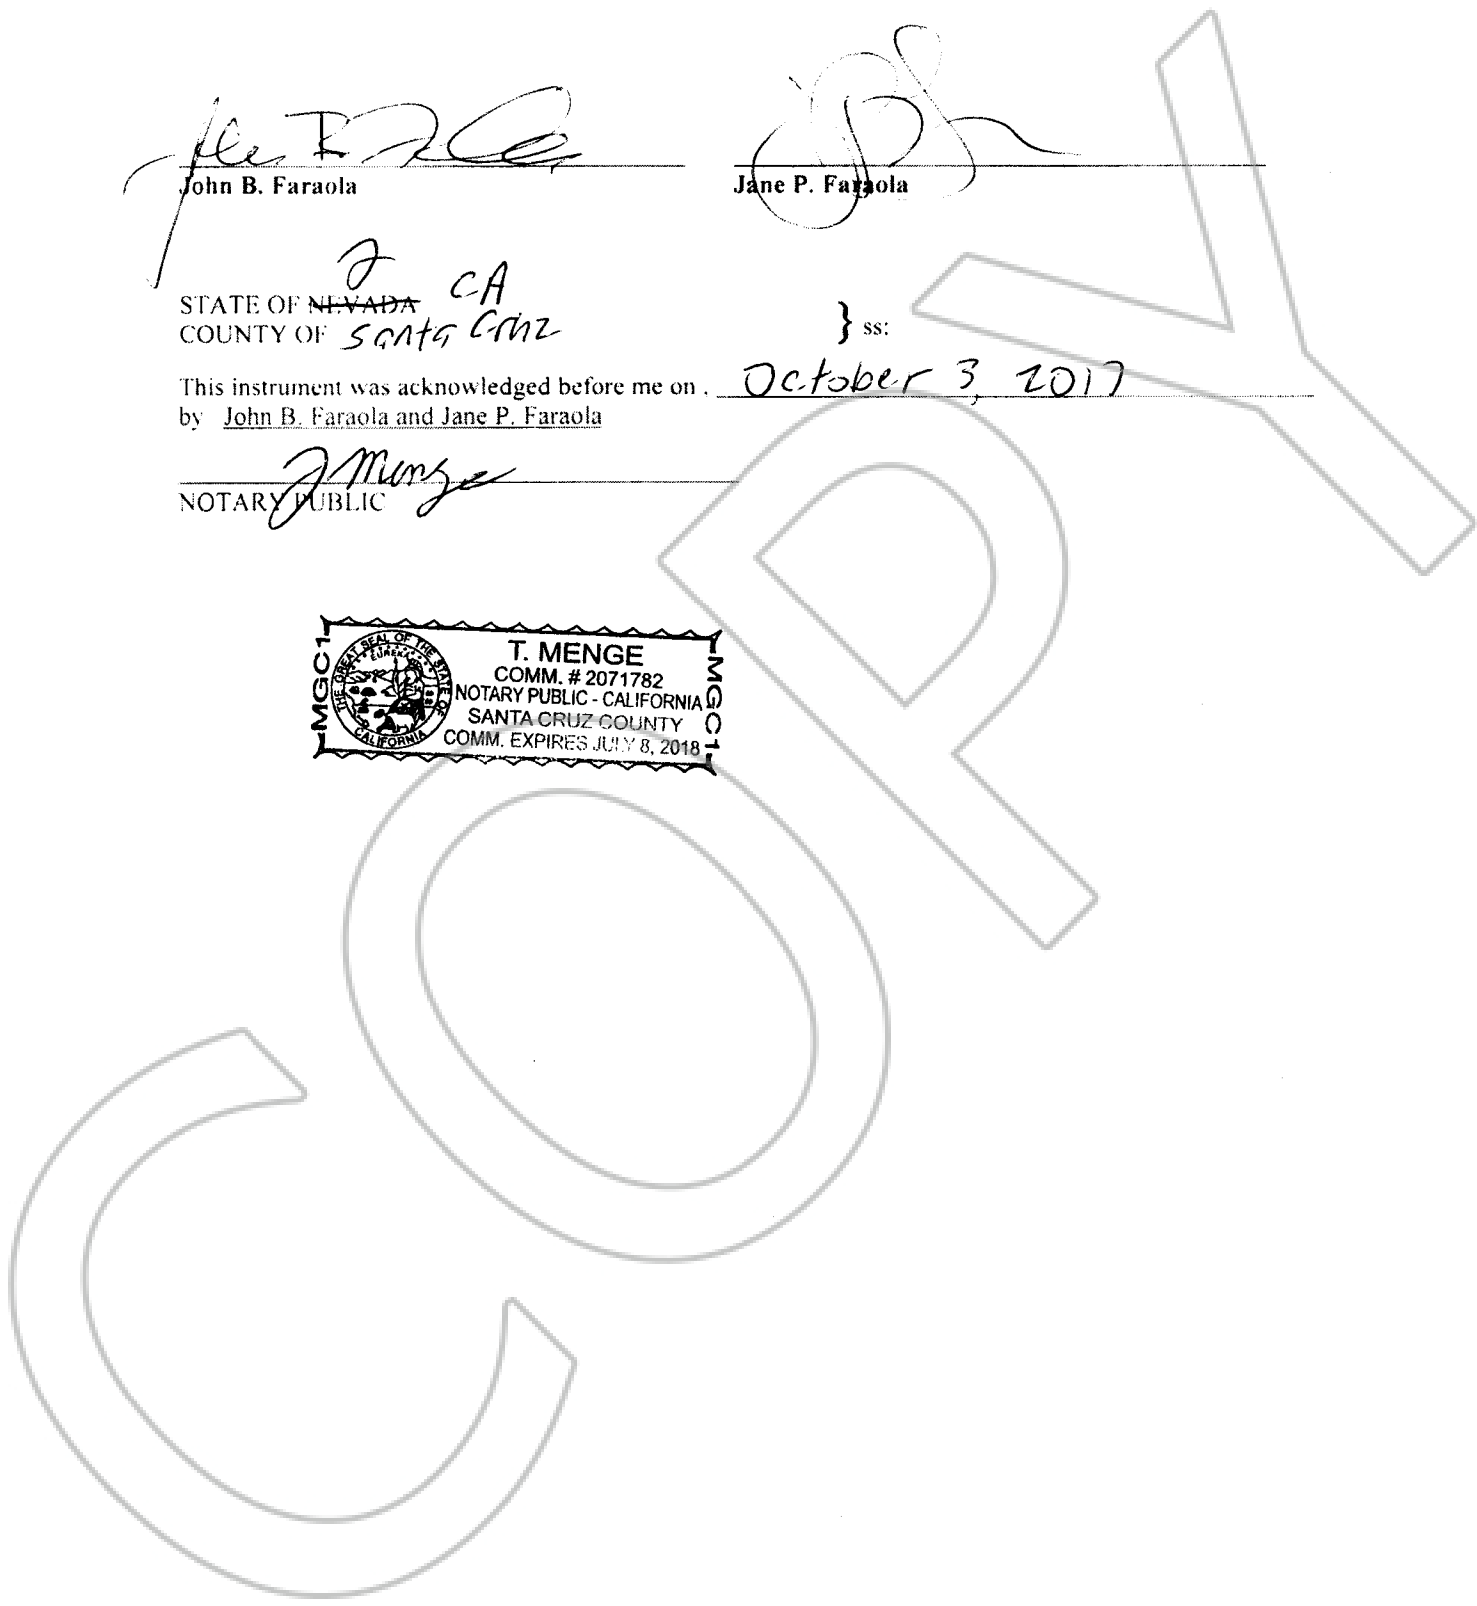 John B. Faraola
Jane P. Faraola
STATE OF NEVADA CA
COUNTY OF Santa Cruz
} ss:
This instrument was acknowledged before me on . October 3, 2017
by John B. Faraola and Jane P. Faraola
T Menge
NOTARY PUBLIC
THE GREAT SEAL OF THE STATE OF CALIFORNIA
EUREKA
MGC1
T. MENGE
COMM. # 2071782
NOTARY PUBLIC - CALIFORNIA
SANTA CRUZ COUNTY
COMM. EXPIRES JULY 8, 2018
MGC1
COPY